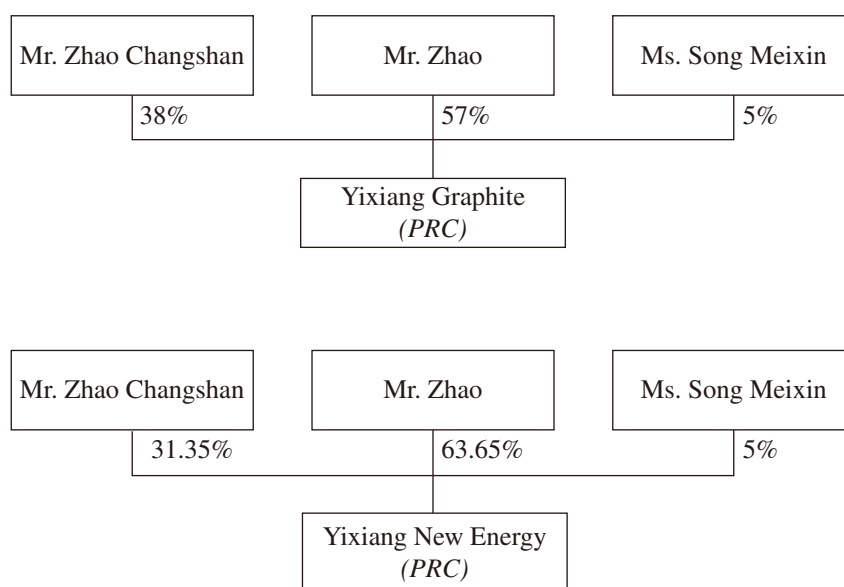 Mr. Zhao Changshan
Mr. Zhao
Ms. Song Meixin
38%
57%
5%
Yixiang Graphite
(PRC)
Mr. Zhao Changshan
Mr. Zhao
Ms. Song Meixin
31.35%
63.65%
5%
Yixiang New Energy
(PRC)